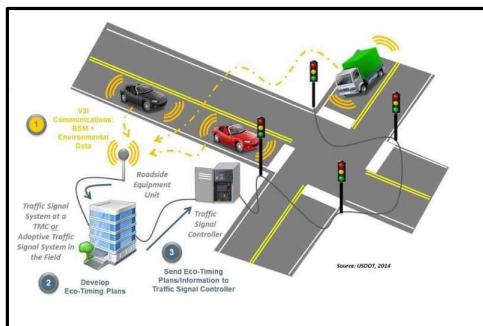 1
V2I
Communications:
BSM +
Environmental
Data
Roadside
Equipment
Unit
Traffic Signal
System at a
TMC or
Adaptive Traffic
Signal System in
the Field
Traffic
Signal
Controller
2
Develop
Eco-Timing Plans
3
Send Eco-Timing
Plans/Information to
Traffic Signal Controller
Source: USDOT, 2014